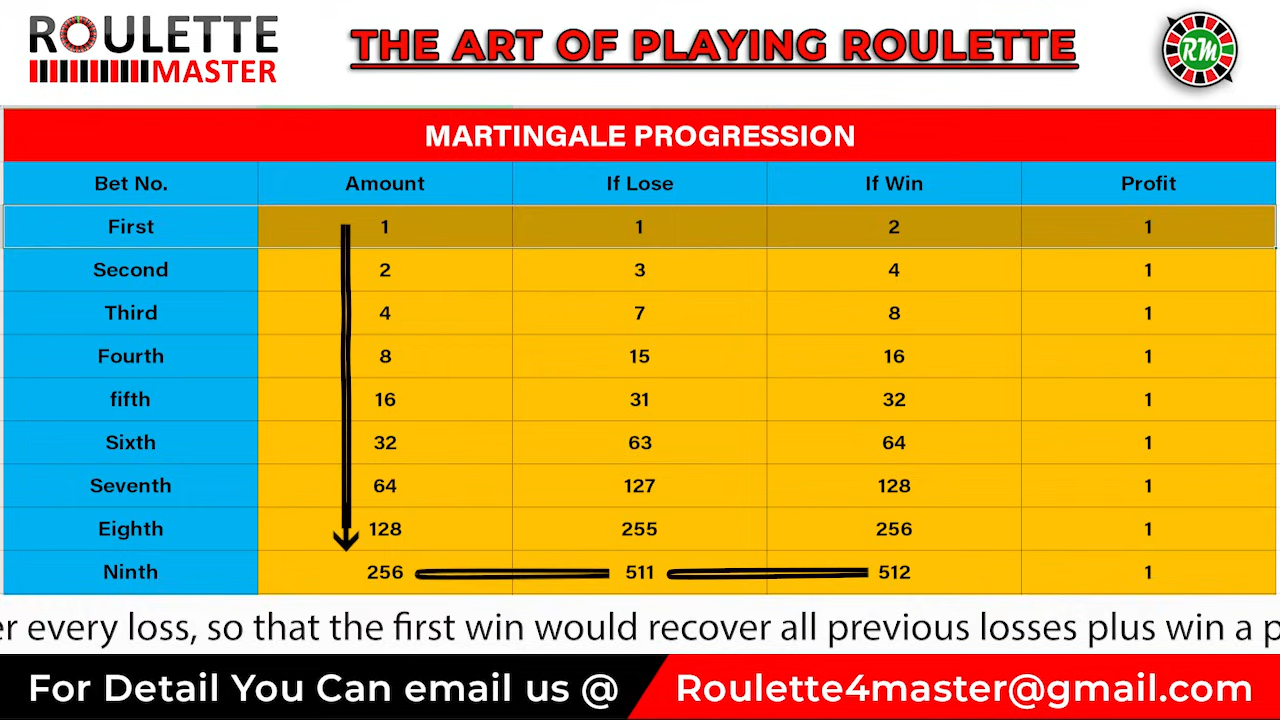 ROULETTE
MASTER
THE ART OF PLAYING ROULETTE
RM
MARTINGALE PROGRESSION
Bet No. Amount If Lose If Win Profit
First 1 1 2 1
Second 2 3 4 1
Third 4 7 8 1
Fourth 8 15 16 1
fifth 16 31 32 1
Sixth 32 63 64 1
Seventh 64 127 128 1
Eighth 128 255 256 1
Ninth 256 511 512 1
er every loss, so that the first win would recover all previous losses plus win a p
For Detail You Can email us @ Roulette4master@gmail.com